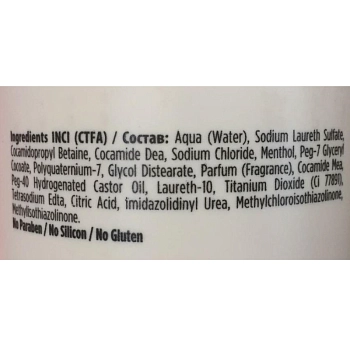 Ingredients INCI (CTFA) / Состав: Aqua (Water), Sodium Laureth Sulfate,
Cocamidopropyl Betaine, Cocamide Dea, Sodium Chloride, Menthol, Peg-7 Glyceryl
Cocoate, Polyquaternium-7, Glycol Distearate, Parfum (Fragrance), Cocamide Mea,
Peg-40 Hydrogenated Castor Oil, Laureth-10, Titanium Dioxide (Ci 77891),
Tetrasodium Edta, Citric Acid, imidazolidinyl Urea, Methylchloroisothiazolinone,
Methylisothiazolinone.
No Paraben / No Silicon / No Gluten